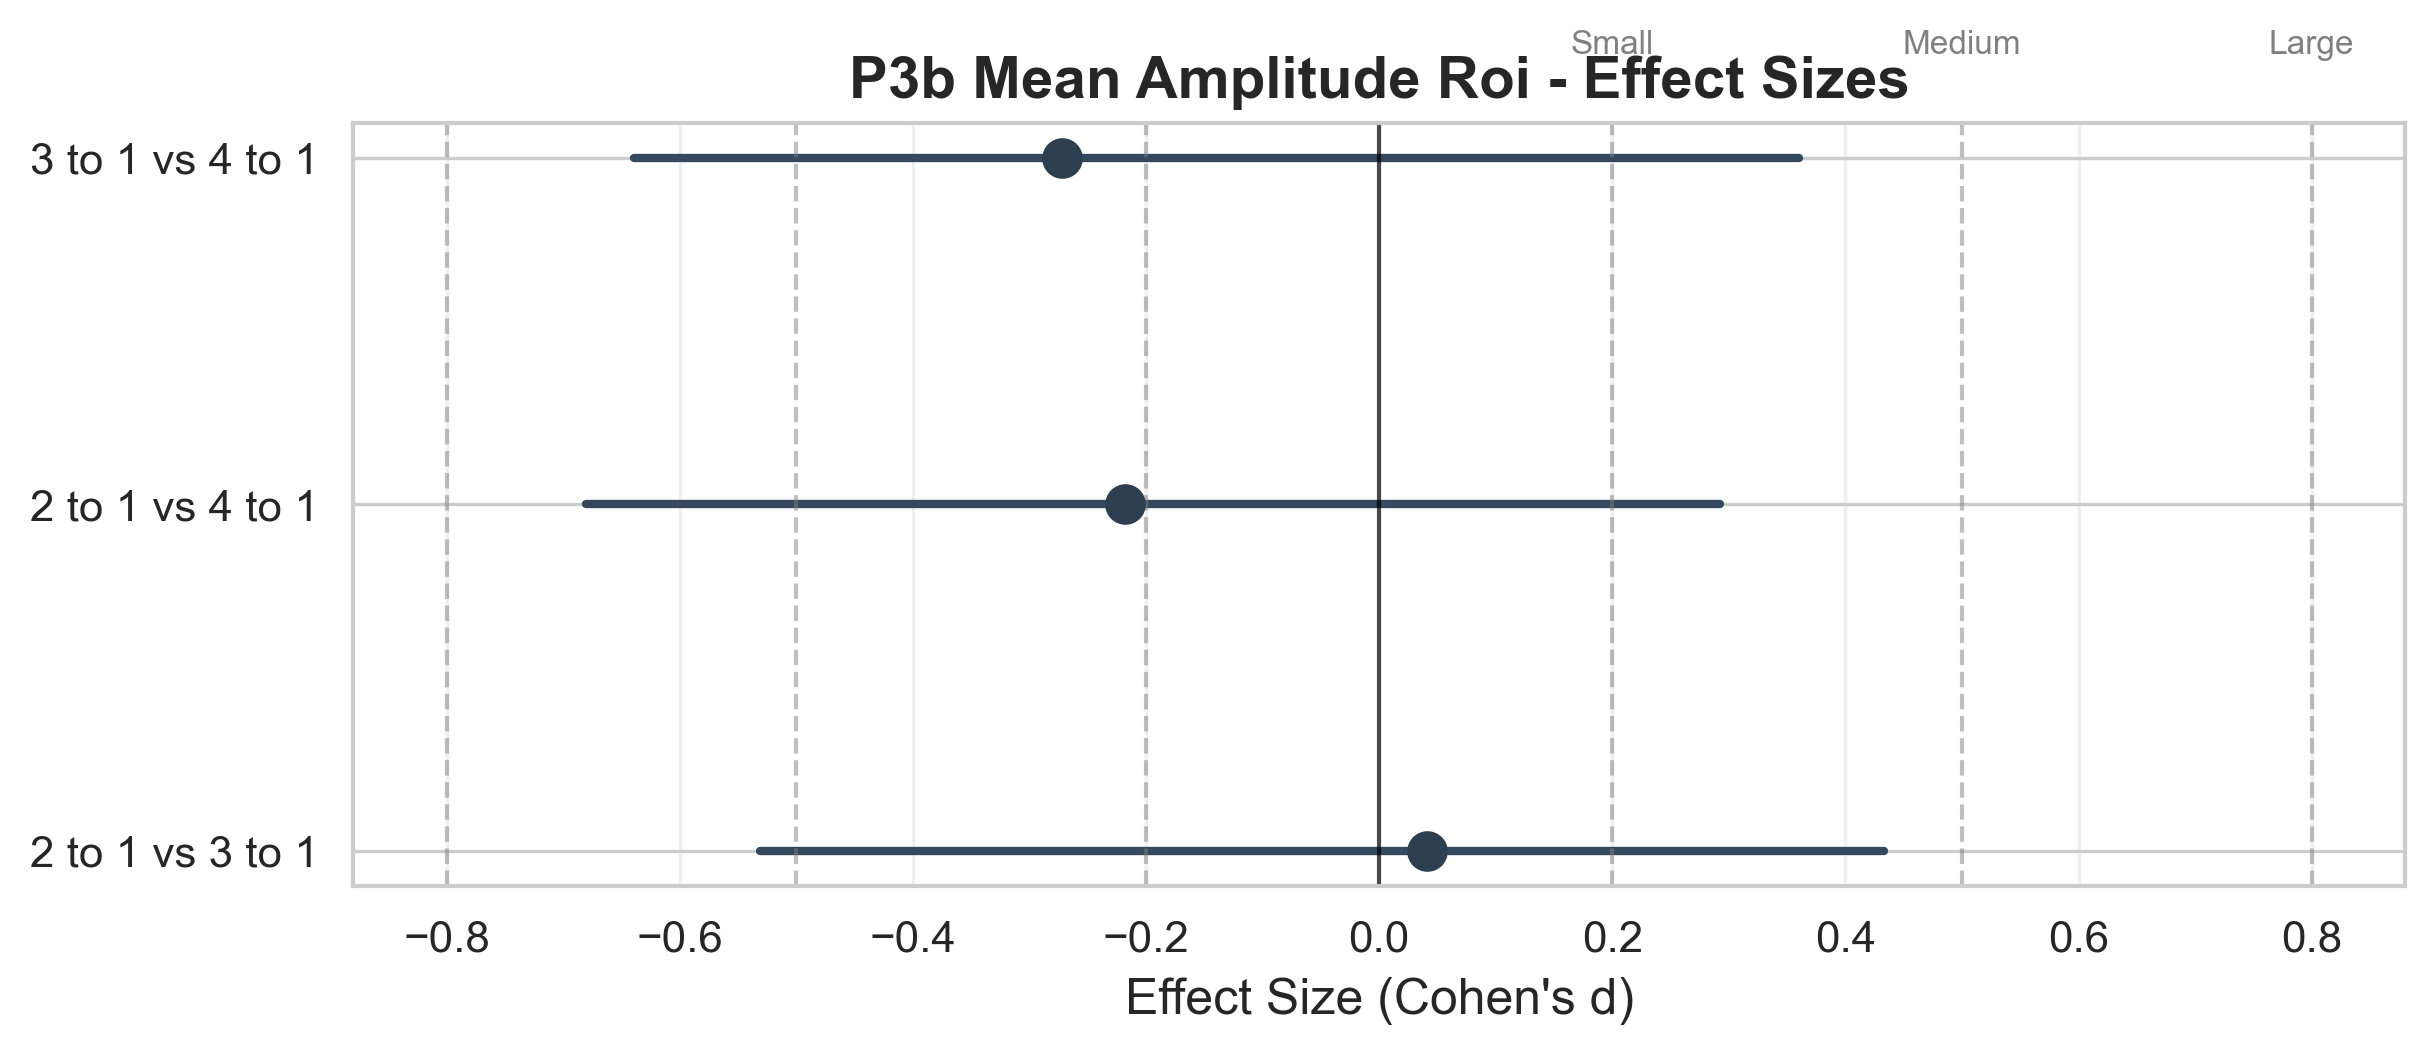 Small Medium Large
P3b Mean Amplitude Roi - Effect Sizes
3 to 1 vs 4 to 1
2 to 1 vs 4 to 1
2 to 1 vs 3 to 1
−0.8 −0.6 −0.4 −0.2 0.0 0.2 0.4 0.6 0.8
Effect Size (Cohen's d)